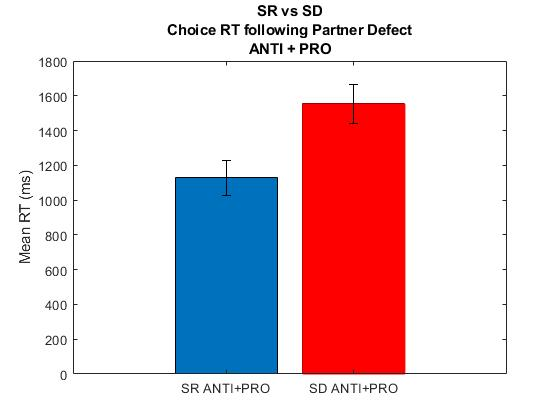 SR vs SD
Choice RT following Partner Defect
ANTI + PRO
1800
1600
1400
1200
1000
800
600
400
200
0
Mean RT (ms)
SR ANTI+PRO SD ANTI+PRO